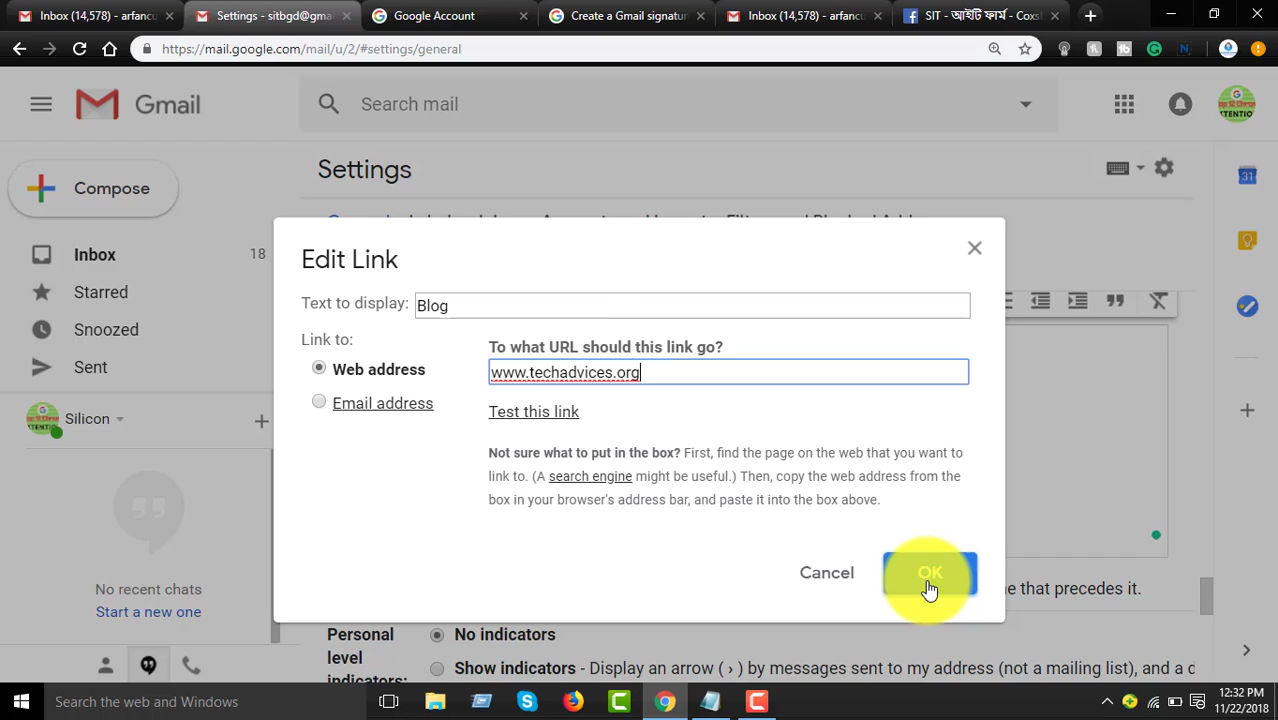 Inbox (14,578) - arfancu
Settings - sitbgd@gma
Google Account
Create a Gmail signatur
Inbox (14,578) - arfancu
SIT - আইটি ফার্ম - Coxsb
https://mail.google.com/mail/u/2/#settings/general
Gmail
Search mail
Compose
Settings
Inbox 18
Starred
Snoozed
Sent
Silicon
No recent chats
Start a new one
31
Edit Link
Text to display: Blog
Link to:
To what URL should this link go?
Web address
www.techadvices.org
Email address
Test this link
Not sure what to put in the box? First, find the page on the web that you want to
link to. (A search engine might be useful.) Then, copy the web address from the
box in your browser's address bar, and paste it into the box above.
Cancel OK
e that precedes it.
Personal
level
indicators:
No indicators
Show indicators - Display an arrow ( › ) by messages sent to my address (not a mailing list), and a d
Search the web and Windows
12:32 PM
11/22/2018